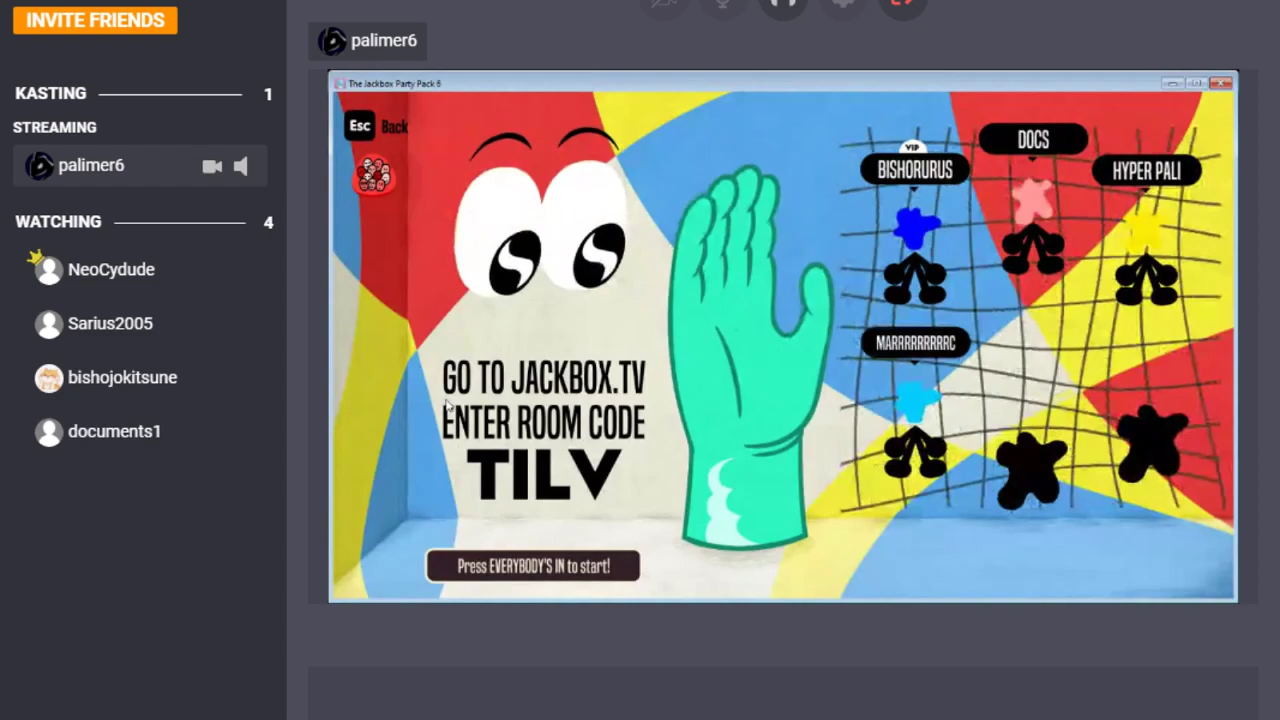 INVITE FRIENDS
KASTING 1
STREAMING
palimer6
WATCHING 4
NeoCydude
Sarius2005
bishojokitsune
documents1
palimer6
The Jackbox Party Pack 6
Esc Back
GO TO JACKBOX.TV
ENTER ROOM CODE
TILV
Press EVERYBODY'S IN to start!
VIP
BISHORURUS
DOCS
HYPER PALI
MARRRRRRRRRC